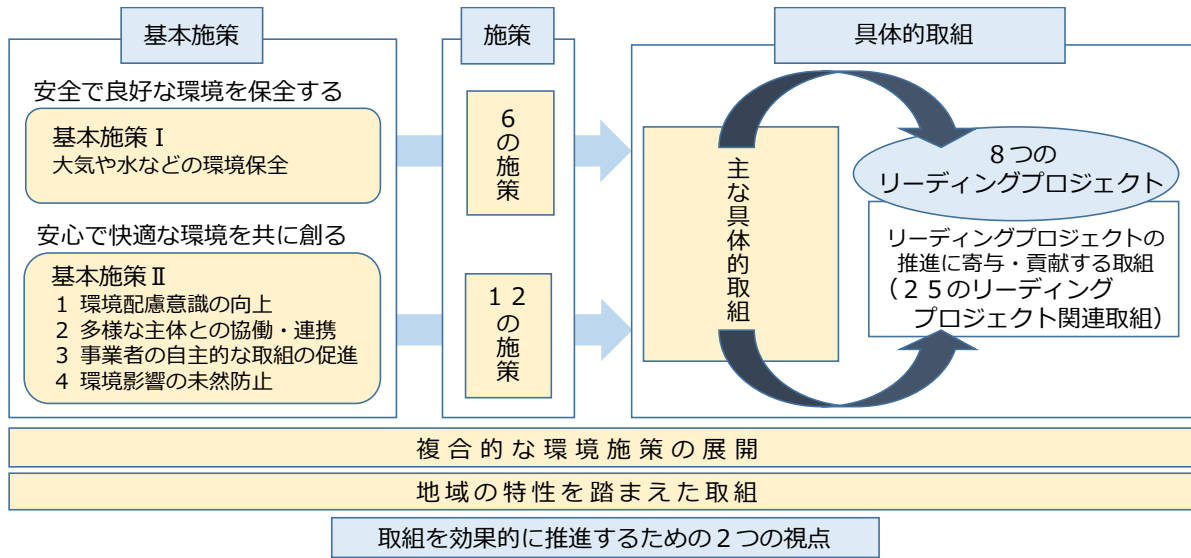 基本施策
安全で良好な環境を保全する
基本施策Ⅰ
大気や水などの環境保全
安心で快適な環境を共に創る
基本施策Ⅱ
１ 環境配慮意識の向上
２ 多様な主体との協働・連携
３ 事業者の自主的な取組の促進
４ 環境影響の未然防止
施策
６の施策
１２の施策
具体的取組
主な具体的取組
８つの
リーディングプロジェクト
リーディングプロジェクトの
推進に寄与・貢献する取組
（２５のリーディング
プロジェクト関連取組）
複合的な環境施策の展開
地域の特性を踏まえた取組
取組を効果的に推進するための２つの視点